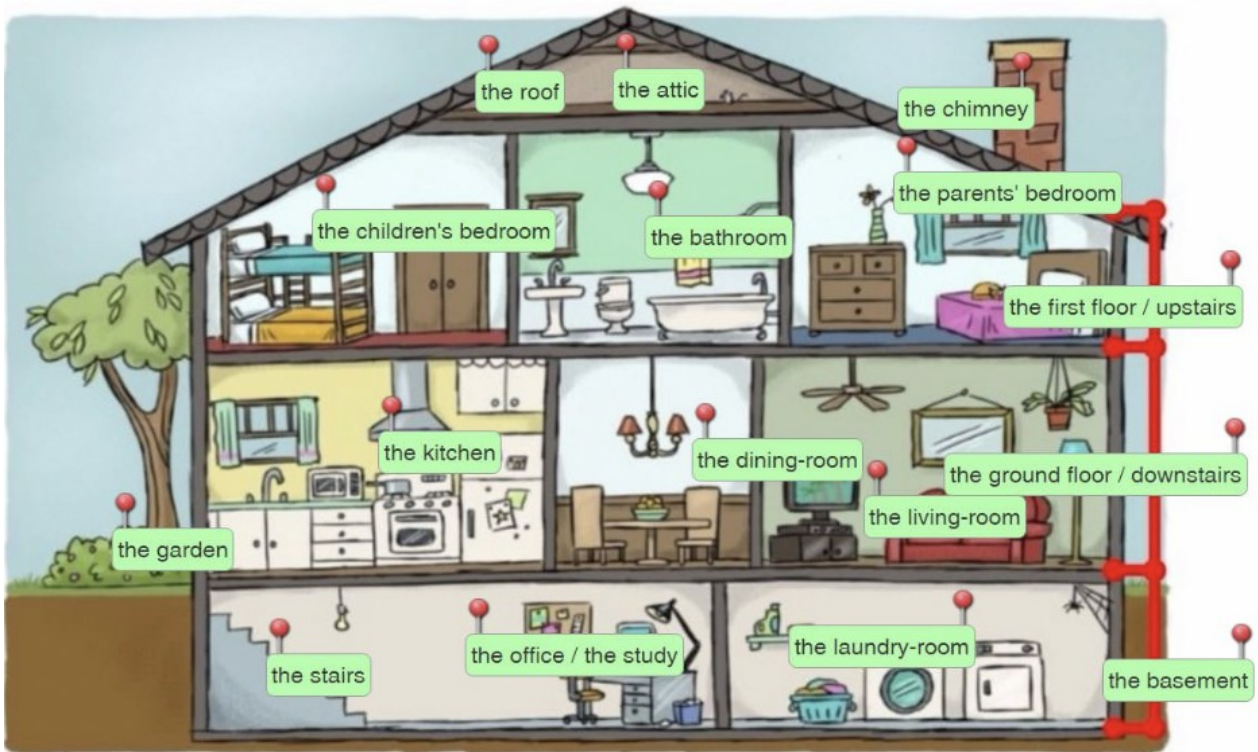 the roof
the attic
the chimney
the parents' bedroom
the children's bedroom
the bathroom
the first floor / upstairs
the kitchen
the dining-room
the ground floor / downstairs
the living-room
the garden
the office / the study
the laundry-room
the stairs
the basement